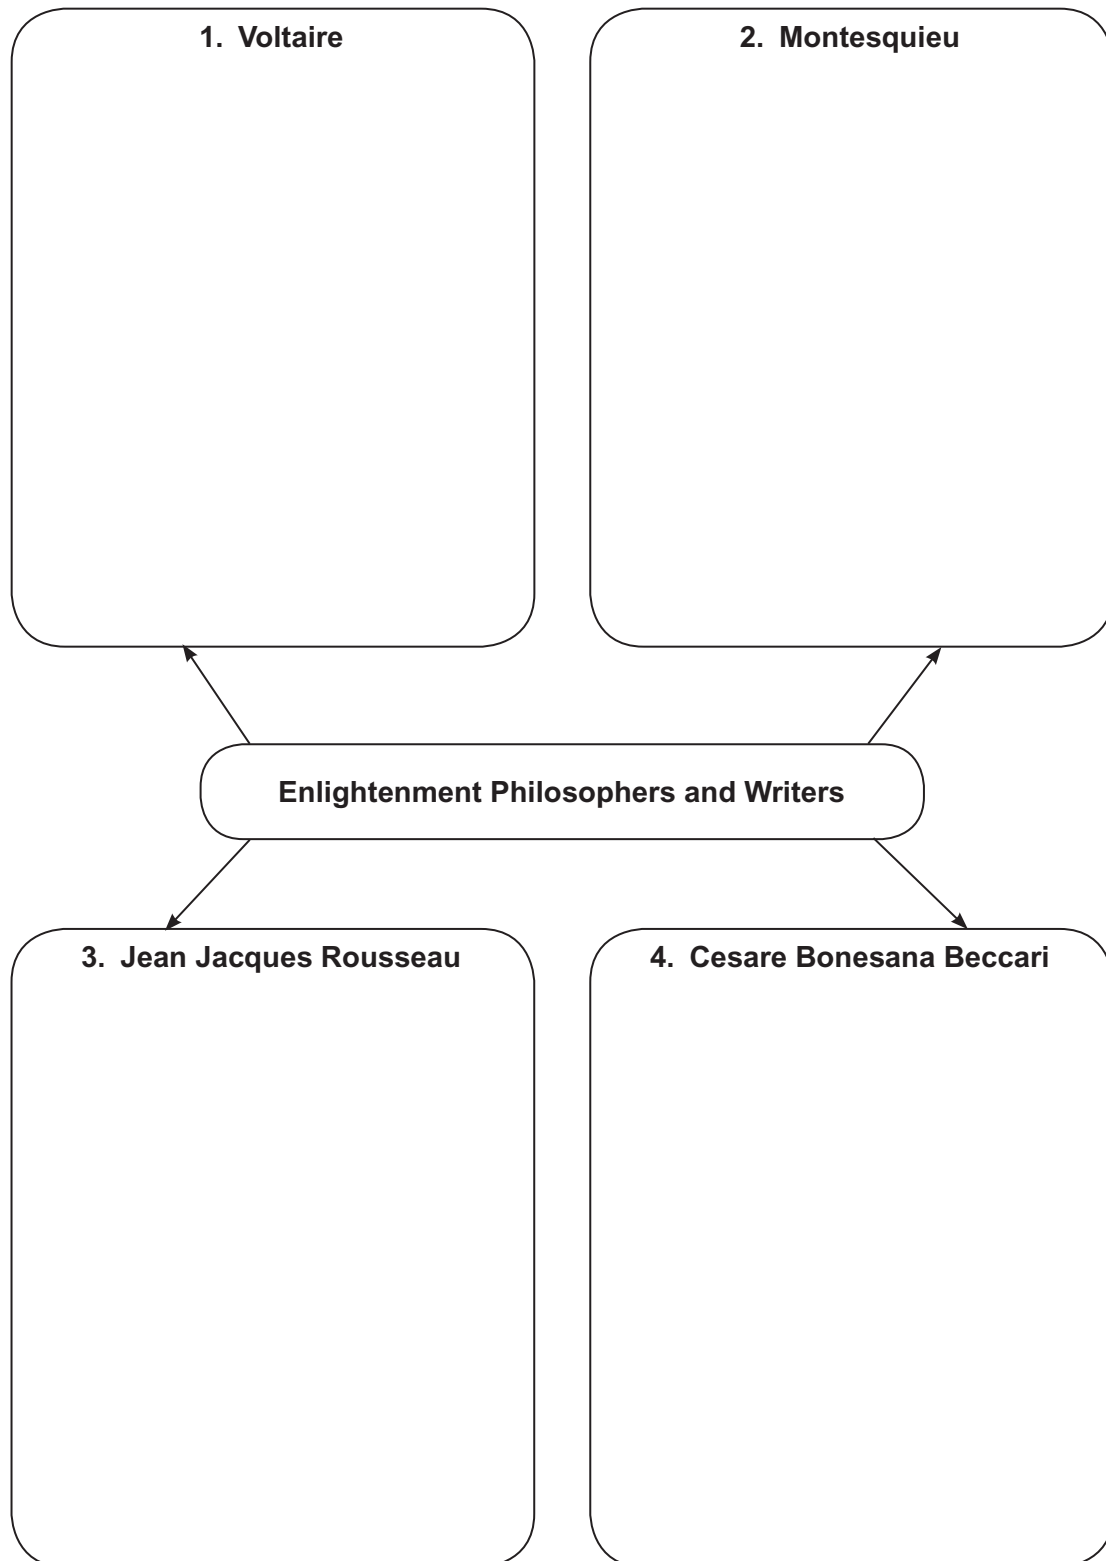 1. Voltaire
2. Montesquieu
Enlightenment Philosophers and Writers
3. Jean Jacques Rousseau
4. Cesare Bonesana Beccari